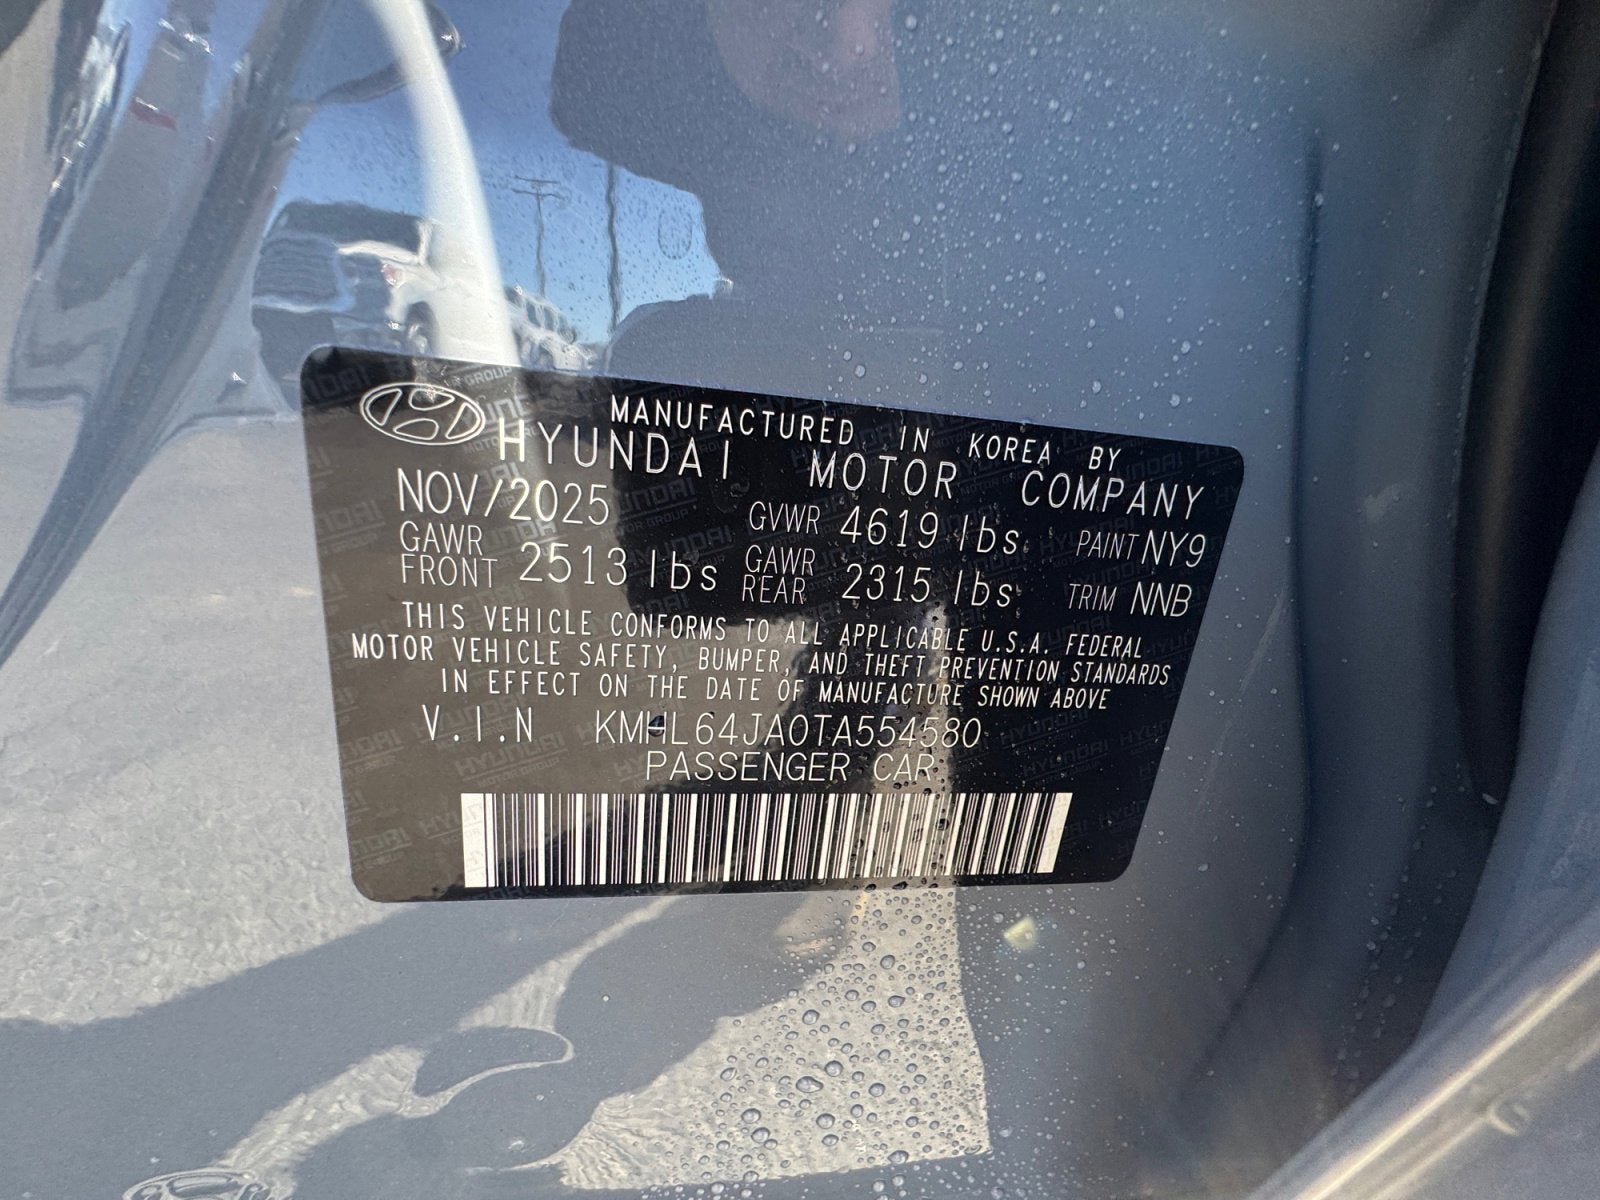 MANUFACTURED IN KOREA BY
HYUNDAI MOTOR COMPANY
NOV/2025 GVWR 4619 lbs PAINT NY9
GAWR FRONT 2513 lbs GAWR REAR 2315 lbs TRIM NNB
THIS VEHICLE CONFORMS TO ALL APPLICABLE U.S.A. FEDERAL
MOTOR VEHICLE SAFETY, BUMPER, AND THEFT PREVENTION STANDARDS
IN EFFECT ON THE DATE OF MANUFACTURE SHOWN ABOVE
V.I.N KMHL64JA0TA554580
PASSENGER CAR